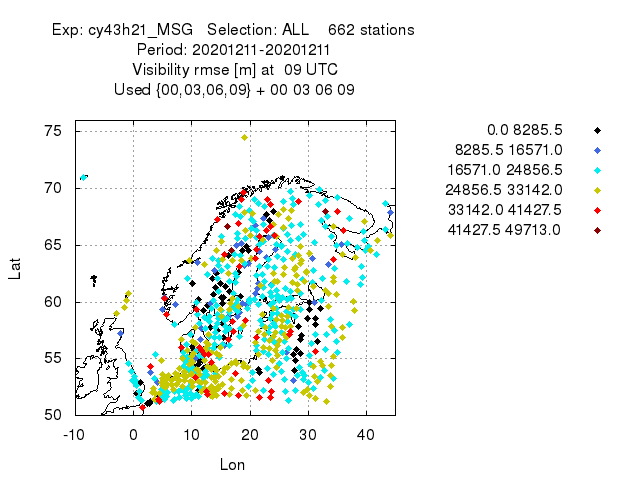 Exp: cy43h21_MSG Selection: ALL 662 stations
Period: 20201211-20201211
Visibility rmse [m] at 09 UTC
Used {00,03,06,09} + 00 03 06 09
0.0 8285.5
8285.5 16571.0
16571.0 24856.5
24856.5 33142.0
33142.0 41427.5
41427.5 49713.0
75
70
65
60
55
50
Lat
-10 0 10 20 30 40
Lon